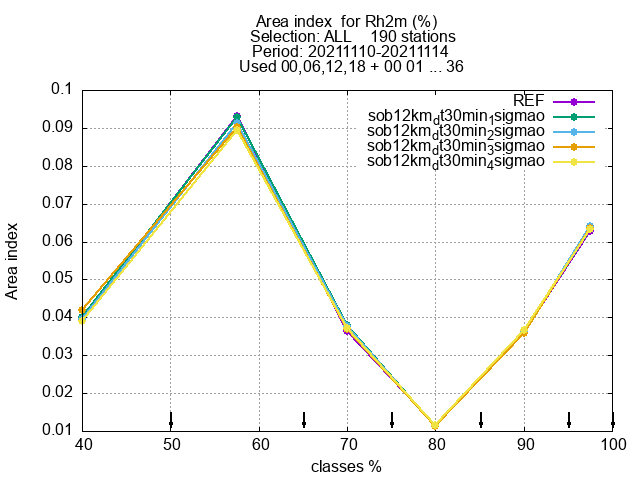 Area index  for Rh2m (%)
Selection: ALL    190 stations
Period: 20211110-20211114
Used 00,06,12,18 + 00 01 ... 36
REF
sob12km_dt30min_1sigmao
sob12km_dt30min_2sigmao
sob12km_dt30min_3sigmao
sob12km_dt30min_4sigmao
0.1
0.09
0.08
0.07
0.06
0.05
0.04
0.03
0.02
0.01
Area index
40 50 60 70 80 90 100
classes %